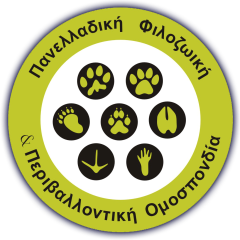 Πανελλαδική Φιλοζωική
& Περιβαλλοντική Ομοσπονδία